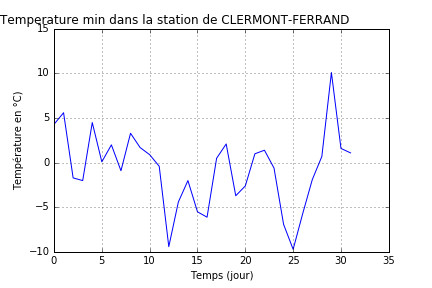 Temperature min dans la station de CLERMONT-FERRAND
15
10
5
0
−5
−10
0 5 10 15 20 25 30 35
Température en °C)
Temps (jour)